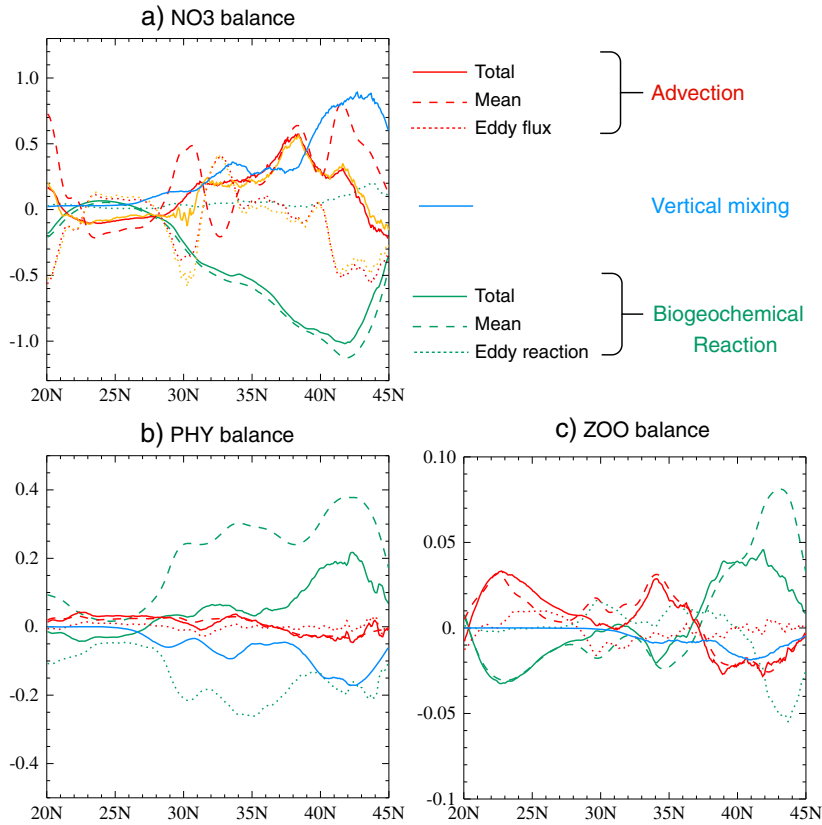 a) NO3 balance
1.0
0.5
0
-0.5
-1.0
20N 25N 30N 35N 40N 45N
Total
Mean
Eddy flux
Advection
Vertical mixing
Total
Mean
Eddy reaction
Biogeochemical
Reaction
b) PHY balance
0.4
0.2
0
-0.2
-0.4
20N 25N 30N 35N 40N 45N
c) ZOO balance
0.10
0.05
0
-0.05
-0.1
20N 25N 30N 35N 40N 45N